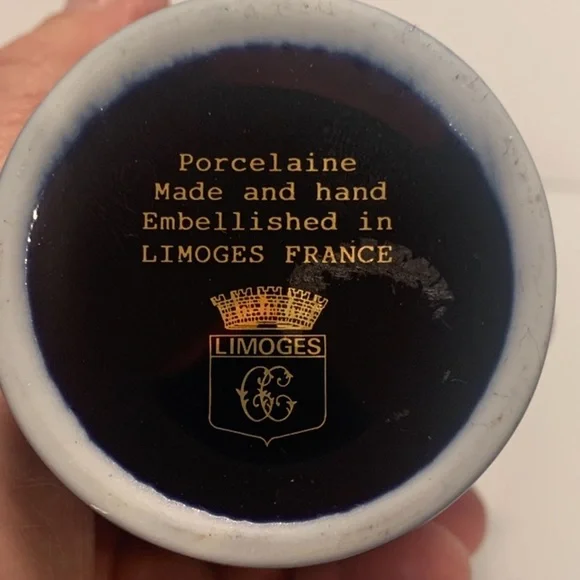 Porcelaine
Made and hand
Embellished in
LIMOGES FRANCE
LIMOGES